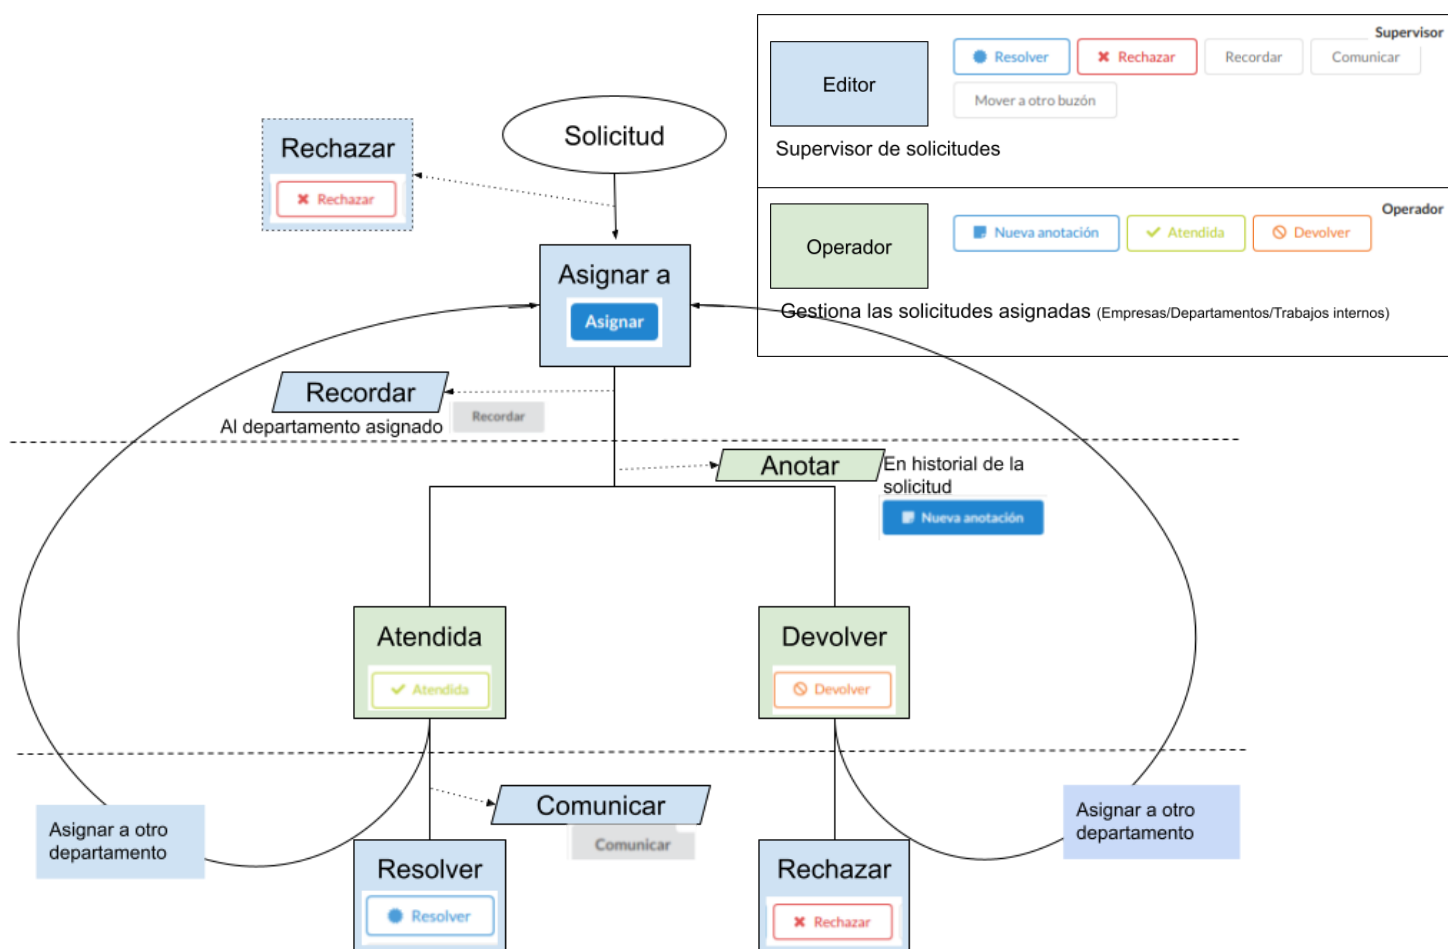 Supervisor
Editor
Resolver
Rechazar
Recordar
Comunicar
Mover a otro buzón
Supervisor de solicitudes
Operador
Operador
Nueva anotación
Atendida
Devolver
Gestiona las solicitudes asignadas (Empresas/Departamentos/Trabajos internos)
Solicitud
Rechazar
Rechazar
Asignar a
Asignar
Recordar
Al departamento asignado
Recordar
Anotar
En historial de la
solicitud
Nueva anotación
Atendida
Atendida
Devolver
Devolver
Asignar a otro
departamento
Comunicar
Comunicar
Asignar a otro
departamento
Resolver
Resolver
Rechazar
Rechazar